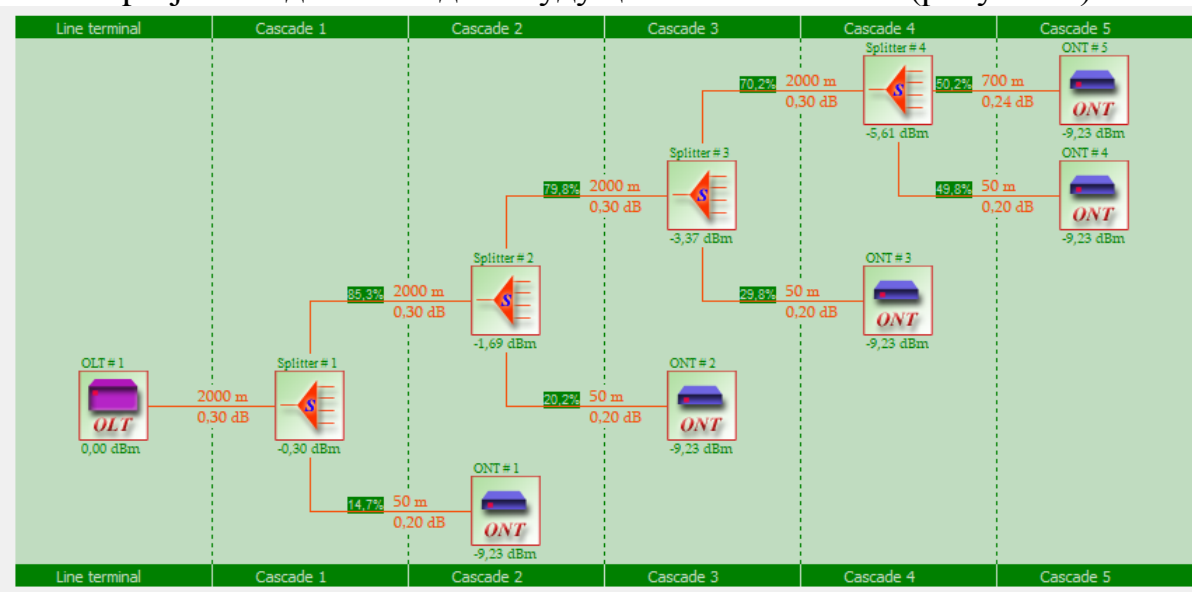 Line terminal Cascade 1 Cascade 2 Cascade 3 Cascade 4 Cascade 5
Splitter#4
ONT#5
70,2%
2000 m
0,30 dB
50,2%
700 m
0,24 dB
ONT
-5,61 dBm
-9,23 dBm
Splitter#3
ONT#4
79,8%
2000 m
0,30 dB
S
49,8%
50 m
0,20 dB
ONT
-3,37 dBm
-9,23 dBm
Splitter#2
ONT#3
85,3%
2000 m
0,30 dB
S
29,8%
50 m
0,20 dB
ONT
-1,69 dBm
-9,23 dBm
OLT#1
Splitter#1
ONT#2
OLT
2000 m
0,30 dB
S
20,2%
50 m
0,20 dB
ONT
0,00 dBm
-0,30 dBm
-9,23 dBm
ONT#1
14,7%
50 m
0,20 dB
ONT
-9,23 dBm
Line terminal Cascade 1 Cascade 2 Cascade 3 Cascade 4 Cascade 5